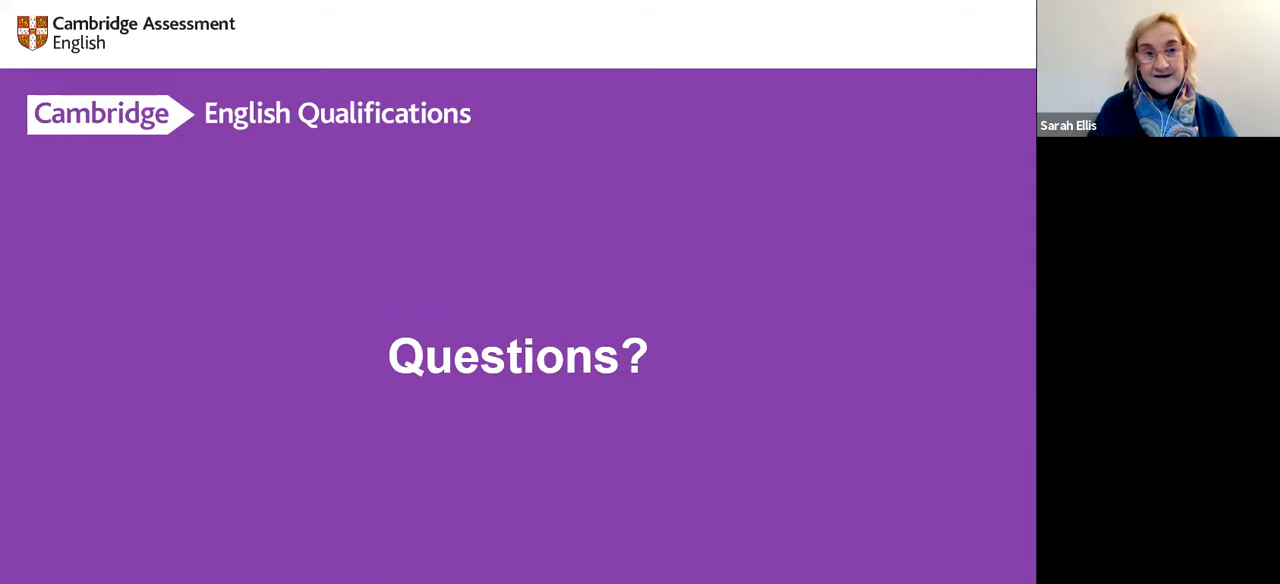 Cambridge Assessment
English
Cambridge English Qualifications
Sarah Ellis
Questions?